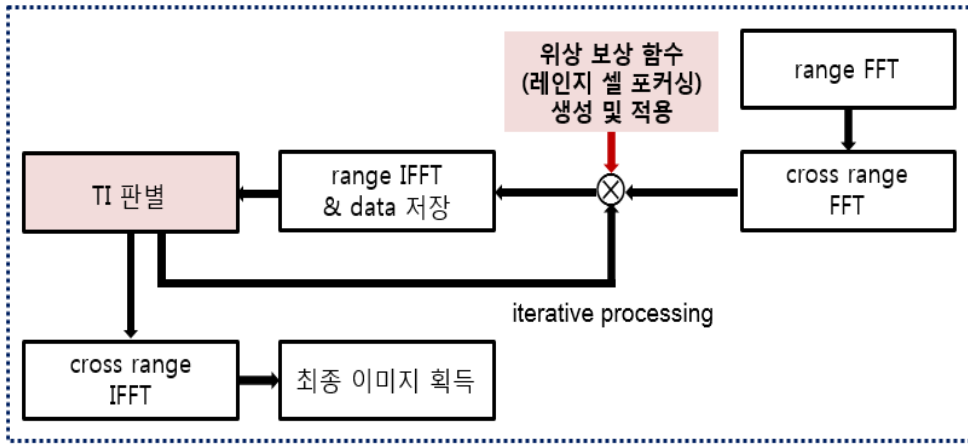 위상 보상 함수
(레인지 셀 포커싱)
생성 및 적용
range FFT
cross range
FFT
range IFFT
& data 저장
TI 판별
iterative processing
cross range
IFFT
최종 이미지 획득